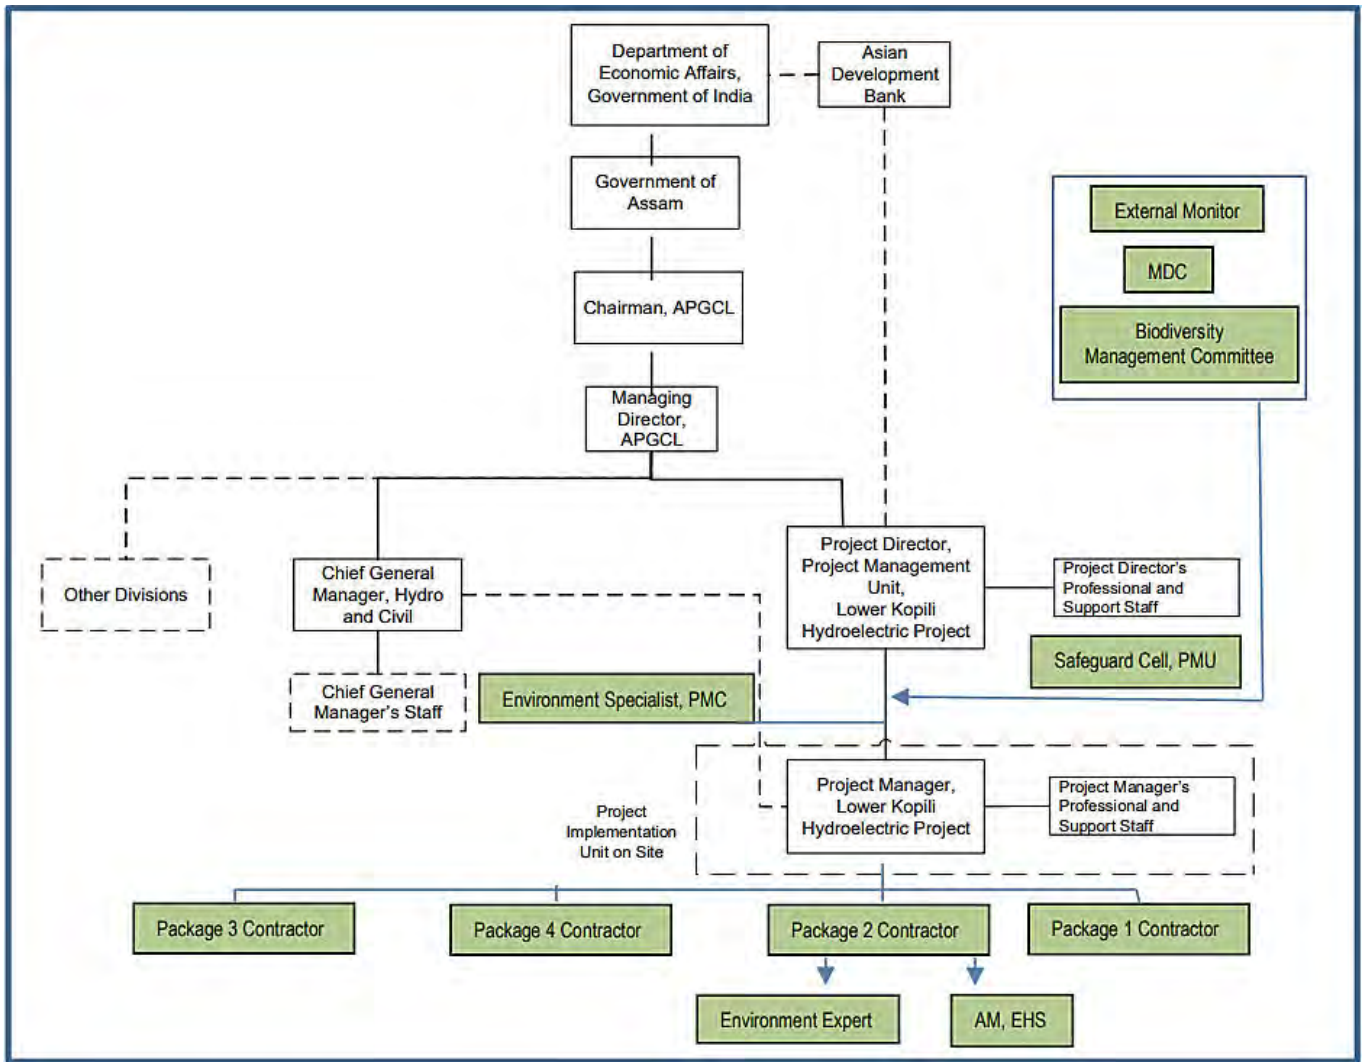 Department of
Economic Affairs,
Government of India
Asian
Development
Bank
Government of
Assam
External Monitor
MDC
Biodiversity
Management Committee
Chairman, APGCL
Managing
Director,
APGCL
Other Divisions
Chief General
Manager, Hydro
and Civil
Project Director,
Project Management
Unit,
Lower Kopili
Hydroelectric Project
Project Director's
Professional and
Support Staff
Safeguard Cell, PMU
Chief General
Manager's Staff
Environment Specialist, PMC
Project
Implementation
Unit on Site
Project Manager,
Lower Kopili
Hydroelectric Project
Project Manager's
Professional and
Support Staff
Package 3 Contractor
Package 4 Contractor
Package 2 Contractor
Package 1 Contractor
Environment Expert
AM, EHS